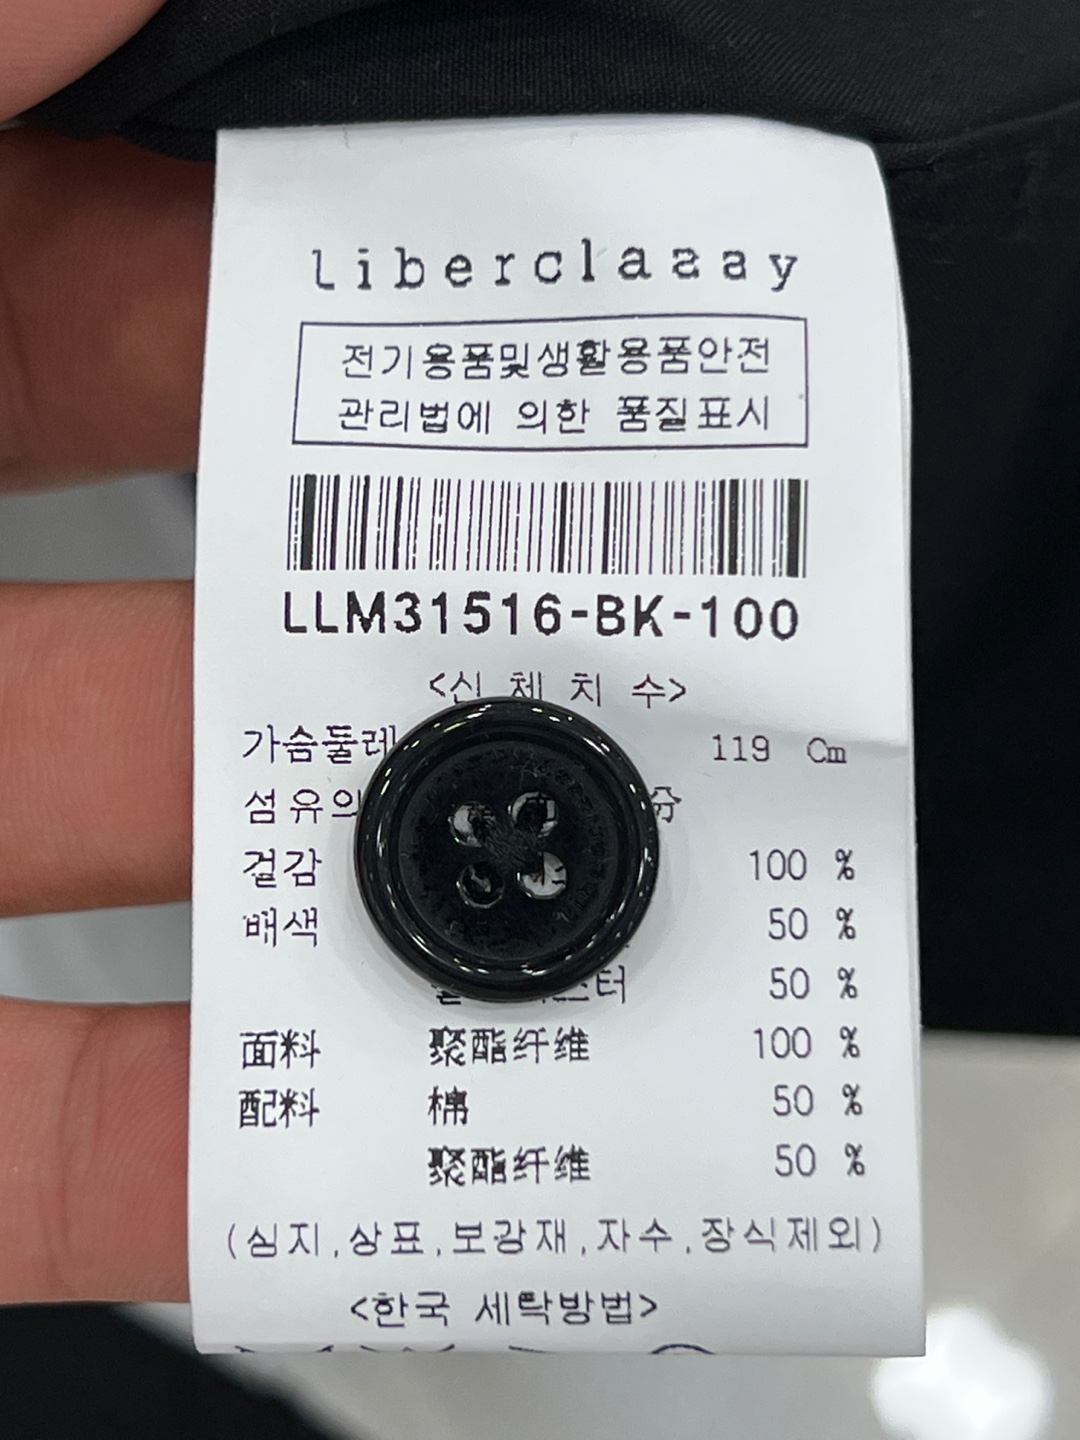 Liberclassy
전기용품및생활용품안전
관리법에 의한 품질표시
LLM31516-BK-100
<신 체 치 수>
가슴둘레 119 Cm
섬유의
겉감 100 %
배색 50 %
50 %
面料 聚酯纤维 100 %
配料 棉 50 %
聚酯纤维 50 %
(심지,상표,보강재,자수,장식제외)
<한국 세탁방법>